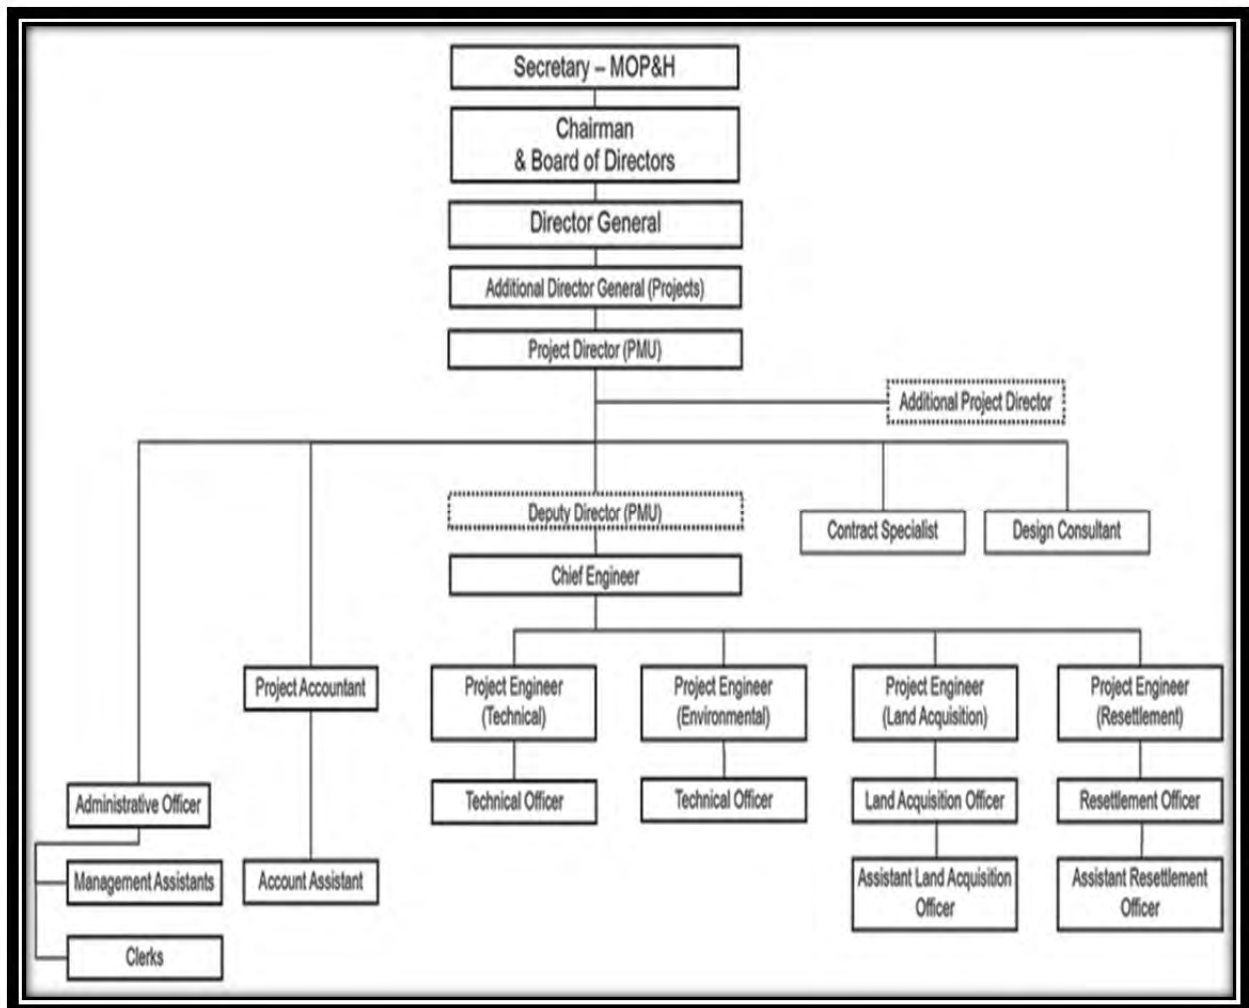 Secretary – MOP&H
Chairman
& Board of Directors
Director General
Additional Director General (Projects)
Project Director (PMU)
Additional Project Director
Deputy Director (PMU)
Contract Specialist
Design Consultant
Chief Engineer
Project Accountant
Project Engineer
(Technical)
Project Engineer
(Environmental)
Project Engineer
(Land Acquisition)
Project Engineer
(Resettlement)
Administrative Officer
Technical Officer
Technical Officer
Land Acquisition Officer
Resettlement Officer
Management Assistants
Account Assistant
Assistant Land Acquisition
Officer
Assistant Resettlement
Officer
Clerks